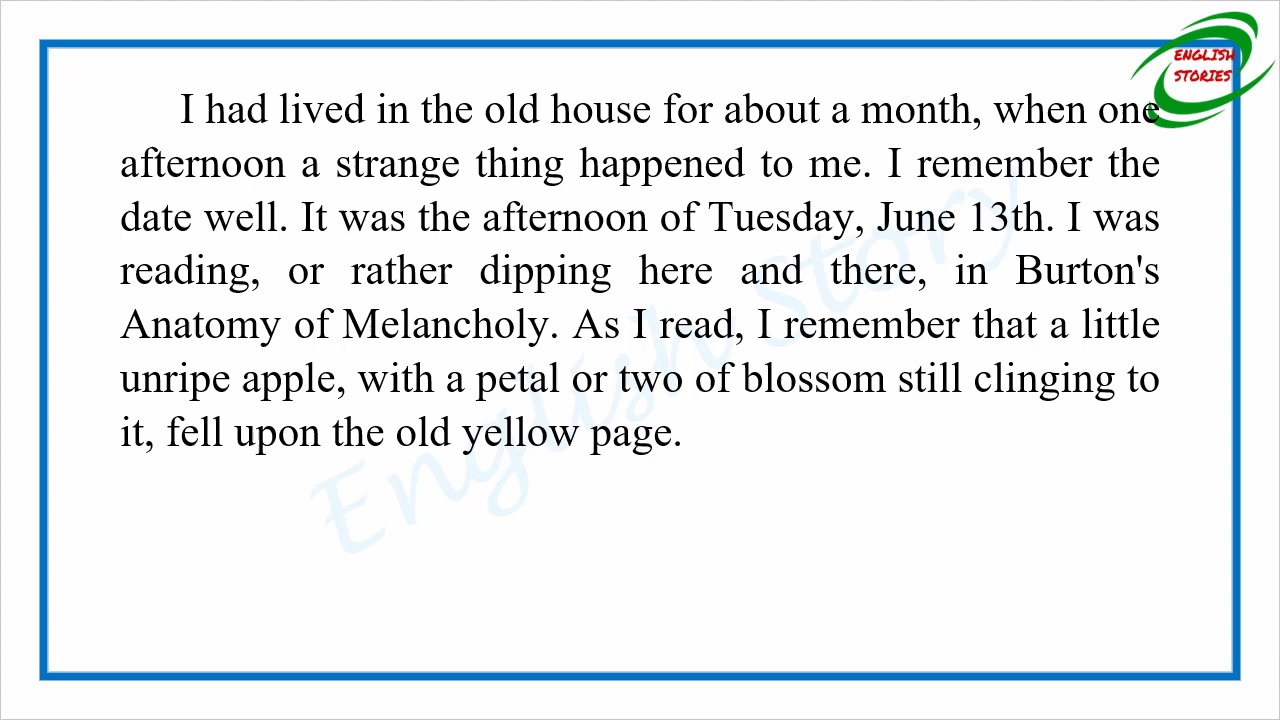 ENGLISH
STORIES
I had lived in the old house for about a month, when one
afternoon a strange thing happened to me. I remember the
date well. It was the afternoon of Tuesday, June 13th. I was
reading, or rather dipping here and there, in Burton's
Anatomy of Melancholy. As I read, I remember that a little
unripe apple, with a petal or two of blossom still clinging to
it, fell upon the old yellow page.
English Story